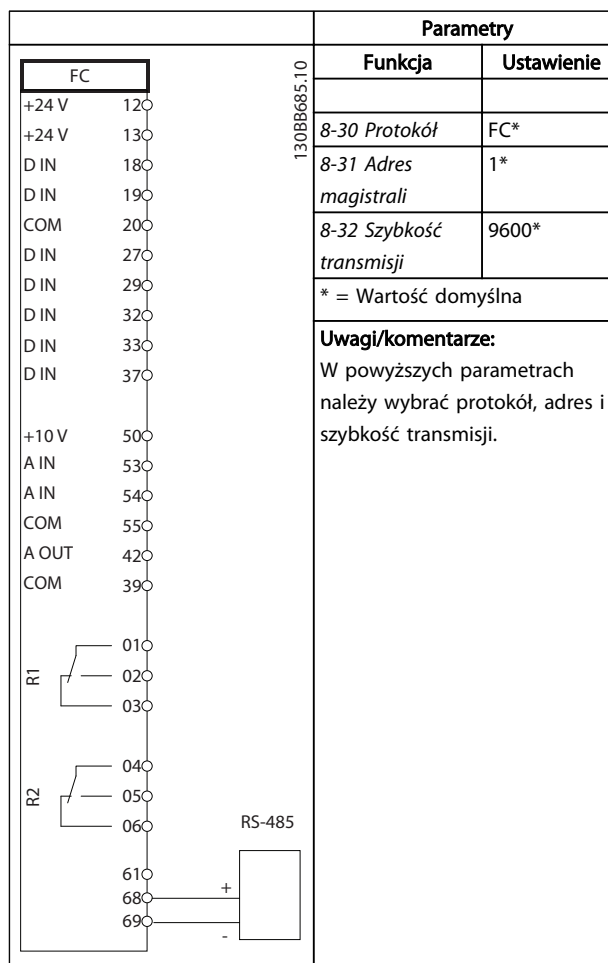 Parametry
FC
130BB685.10
Funkcja Ustawienie
+24 V 12
+24 V 13
D IN 18
D IN 19
COM 20
D IN 27
D IN 29
D IN 32
D IN 33
D IN 37
+10 V 50
A IN 53
A IN 54
COM 55
A OUT 42
COM 39
R1
01
02
03
R2
04
05
06
RS-485
61
68 +
69 -
8-30 Protokół FC*
8-31 Adres 1*
magistrali
8-32 Szybkość 9600*
transmisji
* = Wartość domyślna
Uwagi/komentarze:
W powyższych parametrach
należy wybrać protokół, adres i
szybkość transmisji.